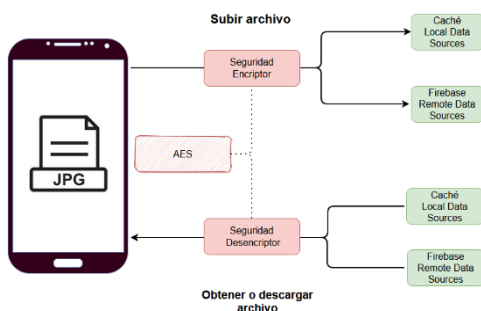 Subir archivo
Caché
Local Data
Sources
Seguridad
Encriptor
Firebase
Remote Data
Sources
AES
JPG
Caché
Local Data
Sources
Seguridad
Desencriptor
Firebase
Remote Data
Sources
Obtener o descargar
archivo